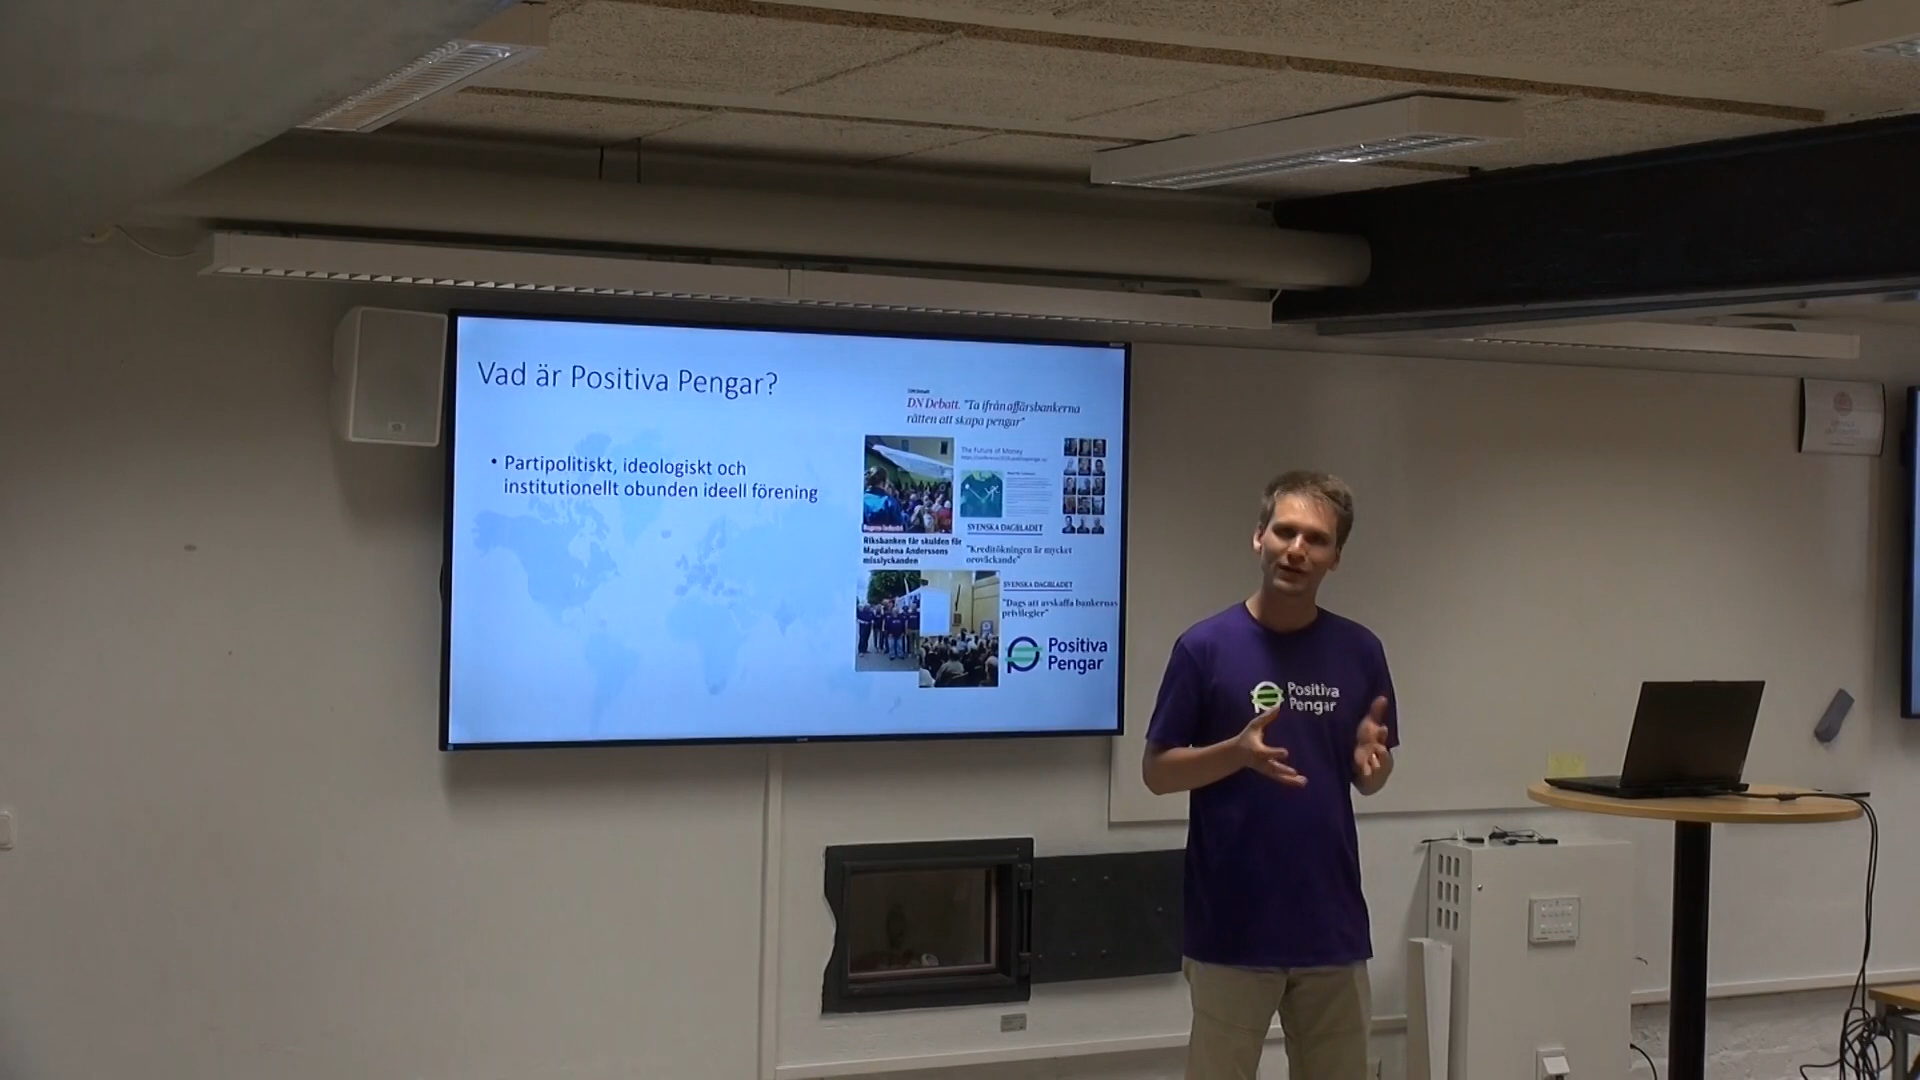 Vad är Positiva Pengar?
• Partipolitiskt, ideologiskt och
institutionellt obunden ideell förening
DN Debatt. "Ta ifrån affärsbankerna
rätten att skapa pengar"
The Future of Money
Dagens industri
Riksbanken får skulden för
Magdalena Anderssons
misslyckanden
SVENSKA DAGBLADET
"Kreditökningen är mycket
oroväckande"
SVENSKA DAGBLADET
"Dags att avskaffa bankernas
privilegier"
Positiva
Pengar
Positiva
Pengar